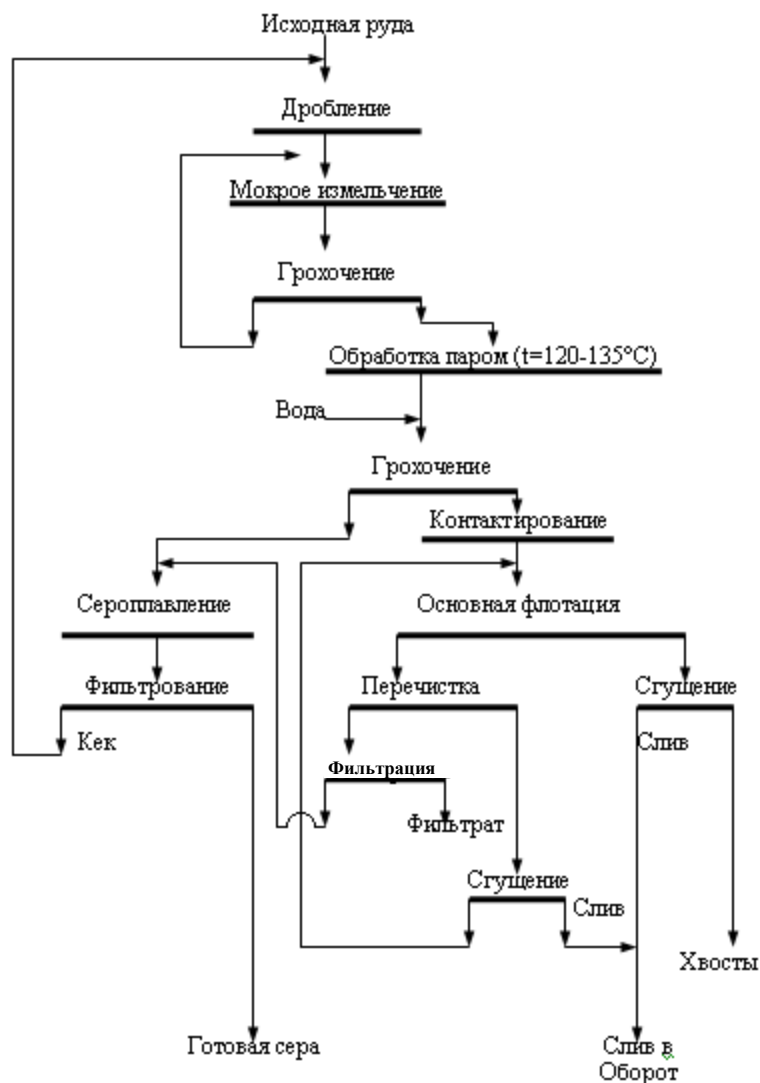 Исходная руда
Дробление
Мокрое измельчение
Грохочение
Обработка паром (t=120-135°C)
Вода
Грохочение
Контактирование
Сероплавление
Основная флотация
Фильтрование
Перечистка
Сгущение
Кек
Слив
Фильтрация
Фильтрат
Сгущение
Слив
Хвосты
Готовая сера
Слив в
Оборот